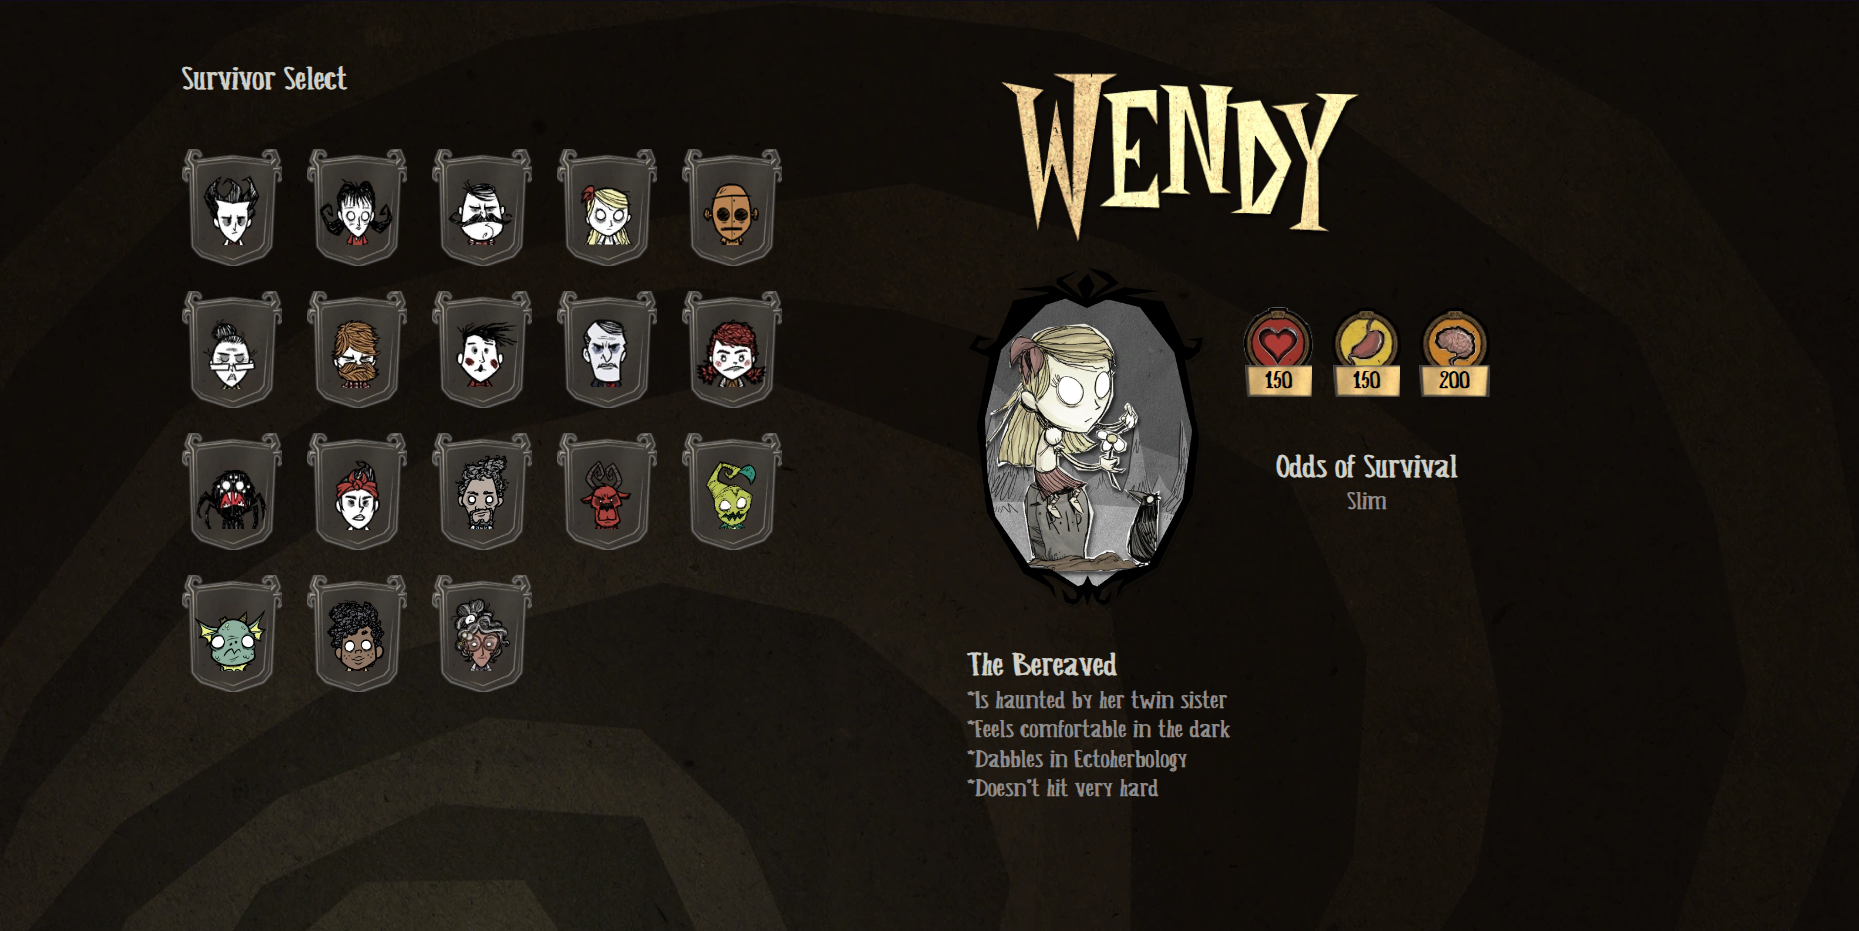 Survivor Select
WENDY
150 150 200
Odds of Survival
Slim
The Bereaved
*Is haunted by her twin sister
*Feels comfortable in the dark
*Dabbles in Ectoherbology
*Doesn't hit very hard